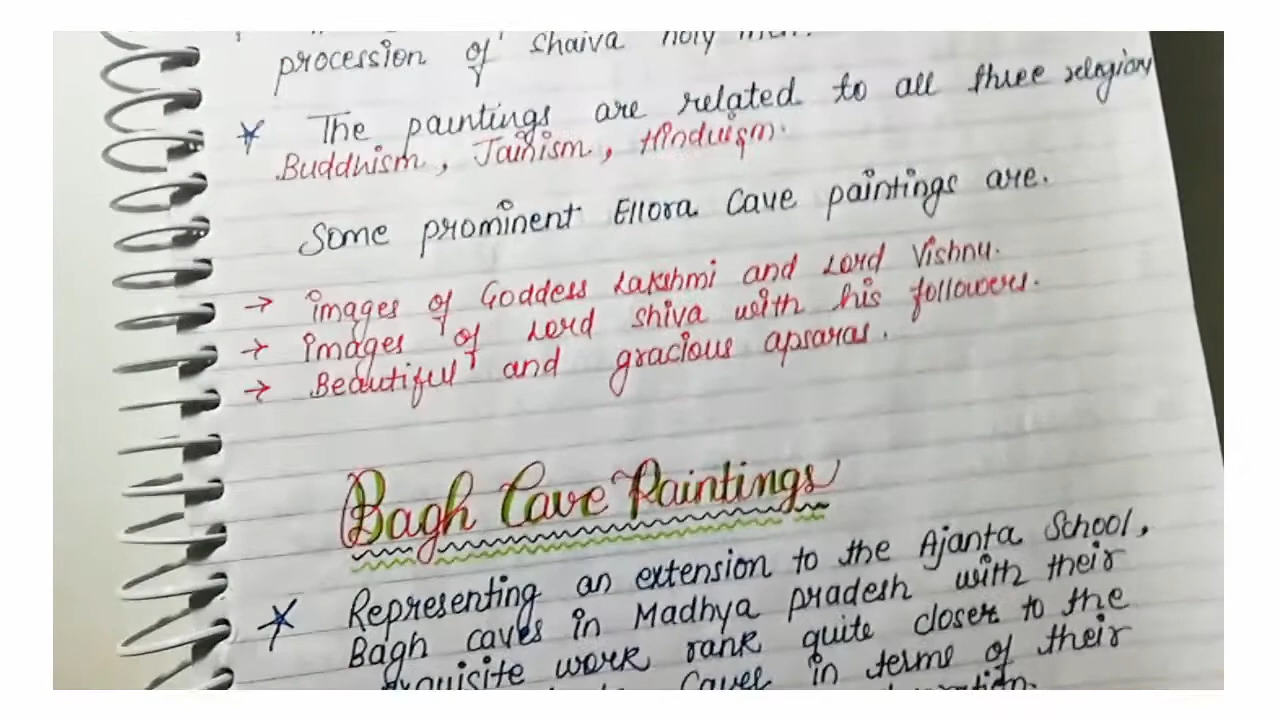 procession of Shaiva holy
The paintings are related to all three religion
Buddhism, Jainism, Hinduism.
Some prominent Ellora Cave paintings are.
→ images of Goddess Lakshmi and Lord Vishnu.
→ images of Lord Shiva with his followers.
→ Beautiful and gracious apsaras.
Bagh Cave Paintings
Representing an extension to the Ajanta School,
Bagh caves in Madhya pradesh with their
quite closer to the
work rank
Caves in terms of their